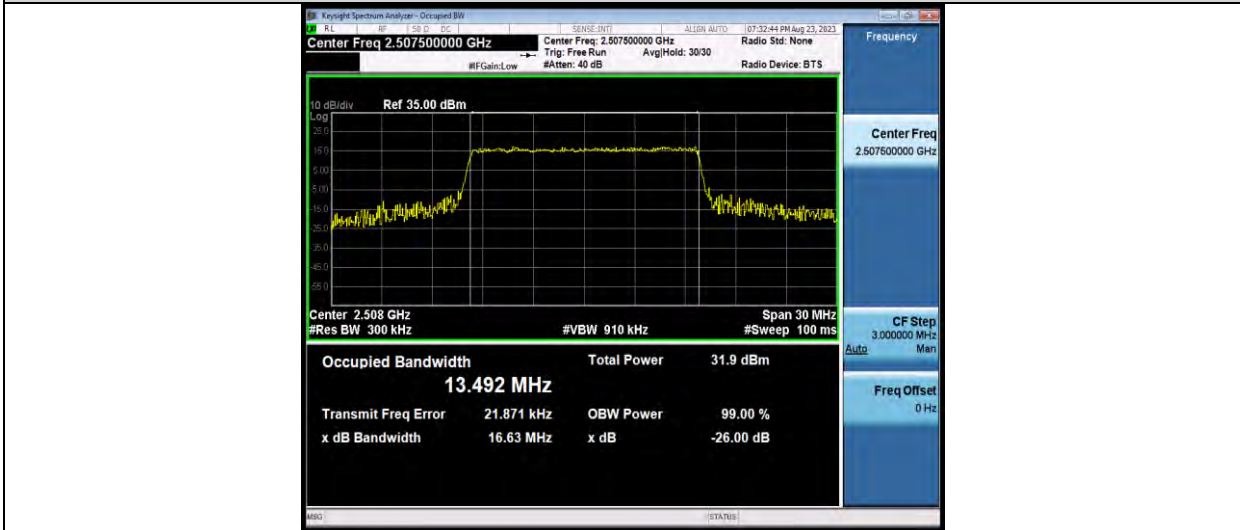 Keysight Spectrum Analyzer - Occupied BW
RL RF 50 Ω DC SENSE:INT ALIGN AUTO 07:32:44 PM Aug 23, 2023
Center Freq 2.507500000 GHz
Center Freq: 2.507500000 GHz Radio Std: None
Trig: Free Run Avg|Hold: 30/30
#IFGain:Low #Atten: 40 dB Radio Device: BTS
10 dB/div Ref 35.00 dBm
Log
25.0
15.0
5.00
-5.00
-15.0
-25.0
-35.0
-45.0
-55.0
Center 2.508 GHz Span 30 MHz
#Res BW 300 kHz #VBW 910 kHz #Sweep 100 ms
Occupied Bandwidth Total Power 31.9 dBm
13.492 MHz
Transmit Freq Error 21.871 kHz OBW Power 99.00 %
x dB Bandwidth 16.63 MHz x dB -26.00 dB
MSG STATUS
Frequency
Center Freq
2.507500000 GHz
CF Step
3.000000 MHz
Auto Man
Freq Offset
0 Hz